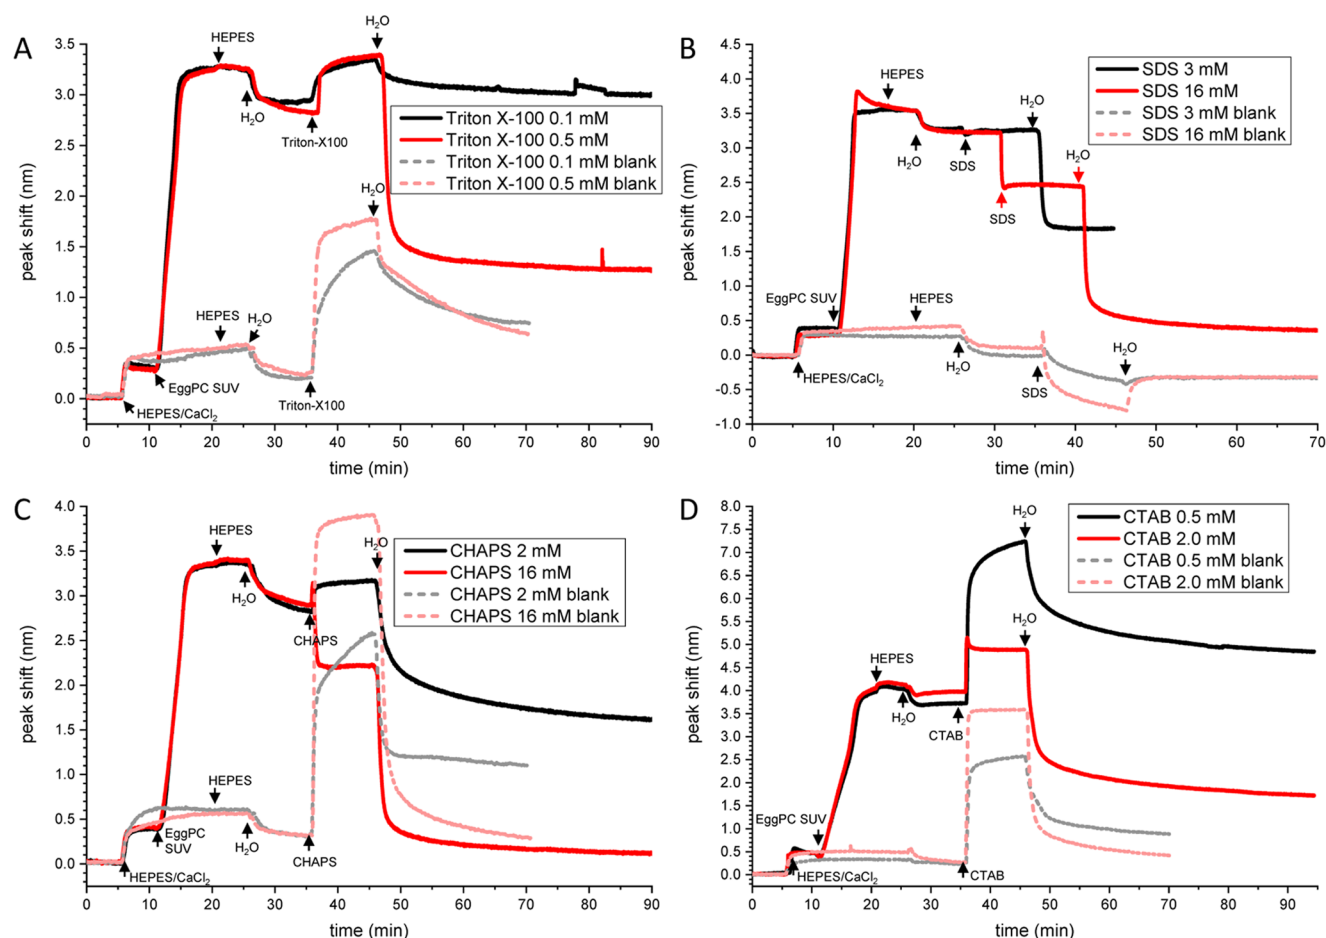 A
HEPES
H2O
3.5
3.0
2.5
2.0
1.5
1.0
0.5
0.0
peak shift (nm)
H2O
Triton-X100
Triton X-100 0.1 mM
Triton X-100 0.5 mM
Triton X-100 0.1 mM blank
Triton X-100 0.5 mM blank
H2O
HEPES
H2O
EggPC SUV
Triton-X100
HEPES/CaCl2
0 10 20 30 40 50 60 70 80 90
time (min)
B
4.5
4.0
3.5
3.0
2.5
2.0
1.5
1.0
0.5
0.0
-0.5
-1.0
peak shift (nm)
SDS 3 mM
SDS 16 mM
SDS 3 mM blank
SDS 16 mM blank
HEPES
H2O
H2O
SDS
H2O
SDS
EggPC SUV
HEPES
H2O
HEPES/CaCl2
H2O
SDS
0 10 20 30 40 50 60 70
time (min)
C
4.0
3.5
3.0
2.5
2.0
1.5
1.0
0.5
0.0
peak shift (nm)
HEPES
H2O
CHAPS 2 mM
CHAPS 16 mM
CHAPS 2 mM blank
CHAPS 16 mM blank
H2O
CHAPS
HEPES
EggPC
SUV
H2O
CHAPS
HEPES/CaCl2
0 10 20 30 40 50 60 70 80 90
time (min)
D
8.0
7.5
7.0
6.5
6.0
5.5
5.0
4.5
4.0
3.5
3.0
2.5
2.0
1.5
1.0
0.5
0.0
peak shift (nm)
H2O
CTAB 0.5 mM
CTAB 2.0 mM
CTAB 0.5 mM blank
CTAB 2.0 mM blank
HEPES
H2O
H2O
CTAB
EggPC SUV
HEPES/CaCl2
CTAB
0 10 20 30 40 50 60 70 80 90
time (min)